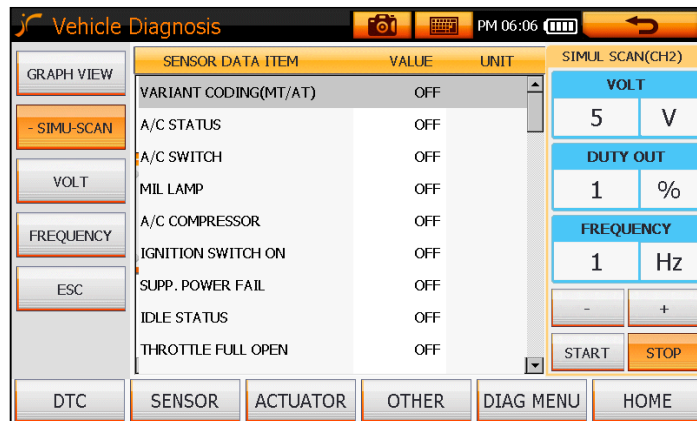 Vehicle Diagnosis
PM 06:06
GRAPH VIEW
- SIMU-SCAN
VOLT
FREQUENCY
ESC
SENSOR DATA ITEM VALUE UNIT
VARIANT CODING(MT/AT) OFF
A/C STATUS OFF
A/C SWITCH OFF
MIL LAMP OFF
A/C COMPRESSOR OFF
IGNITION SWITCH ON OFF
SUPP. POWER FAIL OFF
IDLE STATUS OFF
THROTTLE FULL OPEN OFF
SIMUL SCAN(CH2)
VOLT
5 V
DUTY OUT
1 %
FREQUENCY
1 Hz
- +
START STOP
DTC SENSOR ACTUATOR OTHER DIAG MENU HOME